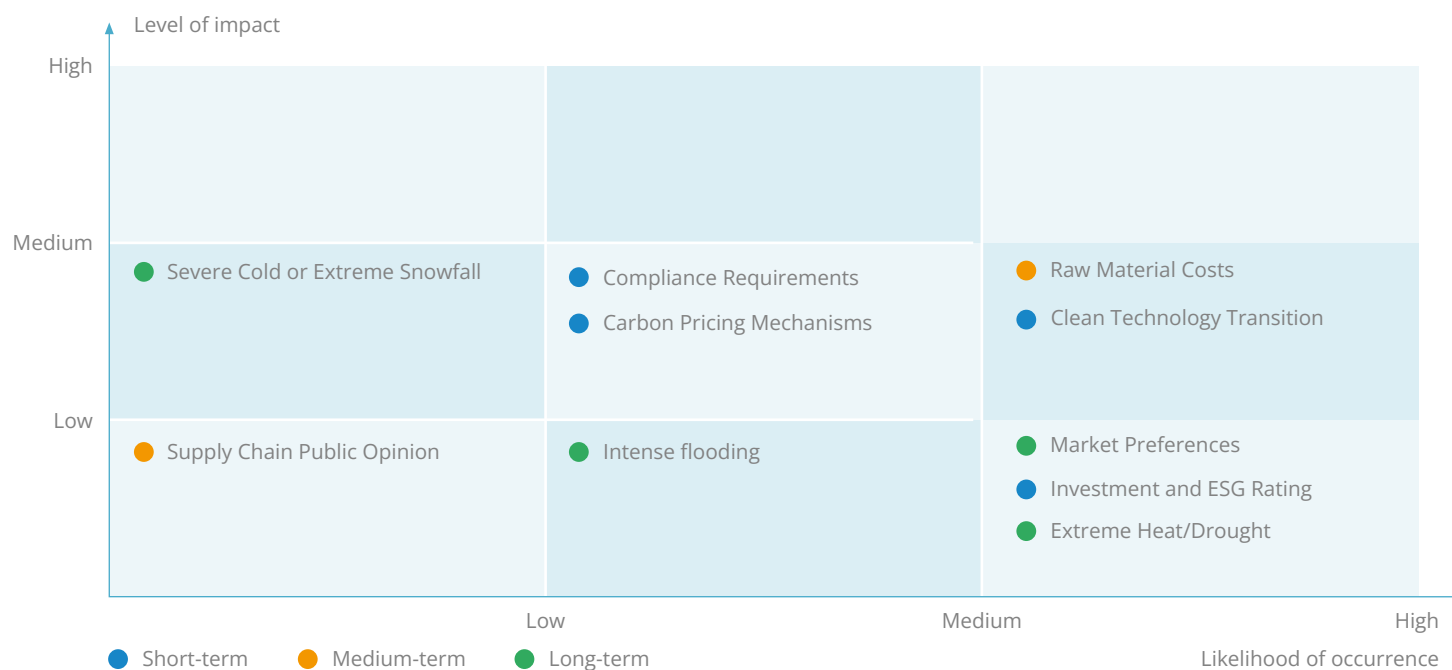 Level of impact
High
Medium
Severe Cold or Extreme Snowfall
Compliance Requirements
Carbon Pricing Mechanisms
Raw Material Costs
Clean Technology Transition
Low
Supply Chain Public Opinion
Intense flooding
Market Preferences
Investment and ESG Rating
Extreme Heat/Drought
Low
Medium
High
Short-term
Medium-term
Long-term
Likelihood of occurrence